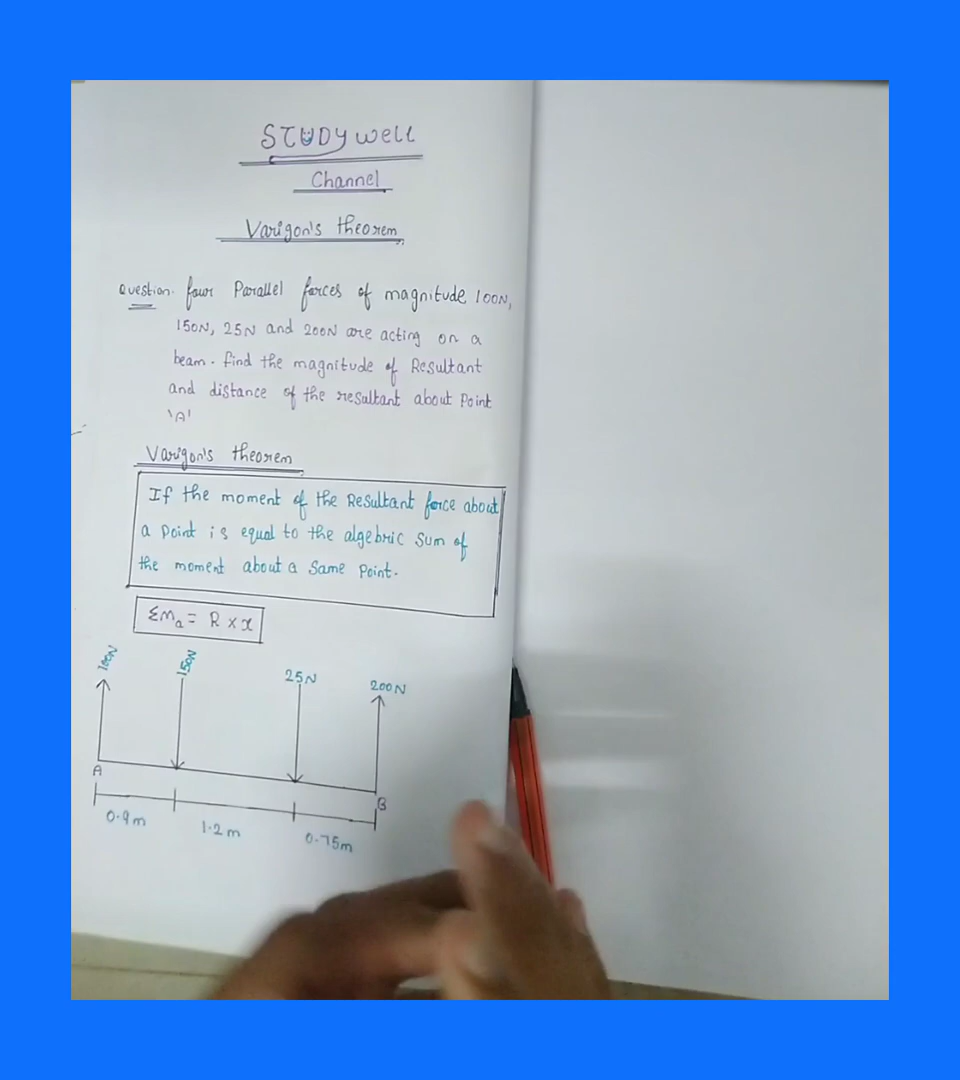 STUDY well
Channel
Varigon's theorem
Question. four Parallel forces of magnitude 100N,
150N, 25N and 200N are acting on a
beam. find the magnitude of Resultant
and distance of the resultant about Point
'A'
Varigon's theorem
If the moment of the Resultant force about
a point is equal to the algebric sum of
the moment about a Same Point.
ΣMa = R × x
100N
150N
25N
200N
A
B
0.9m
1.2m
0.75m